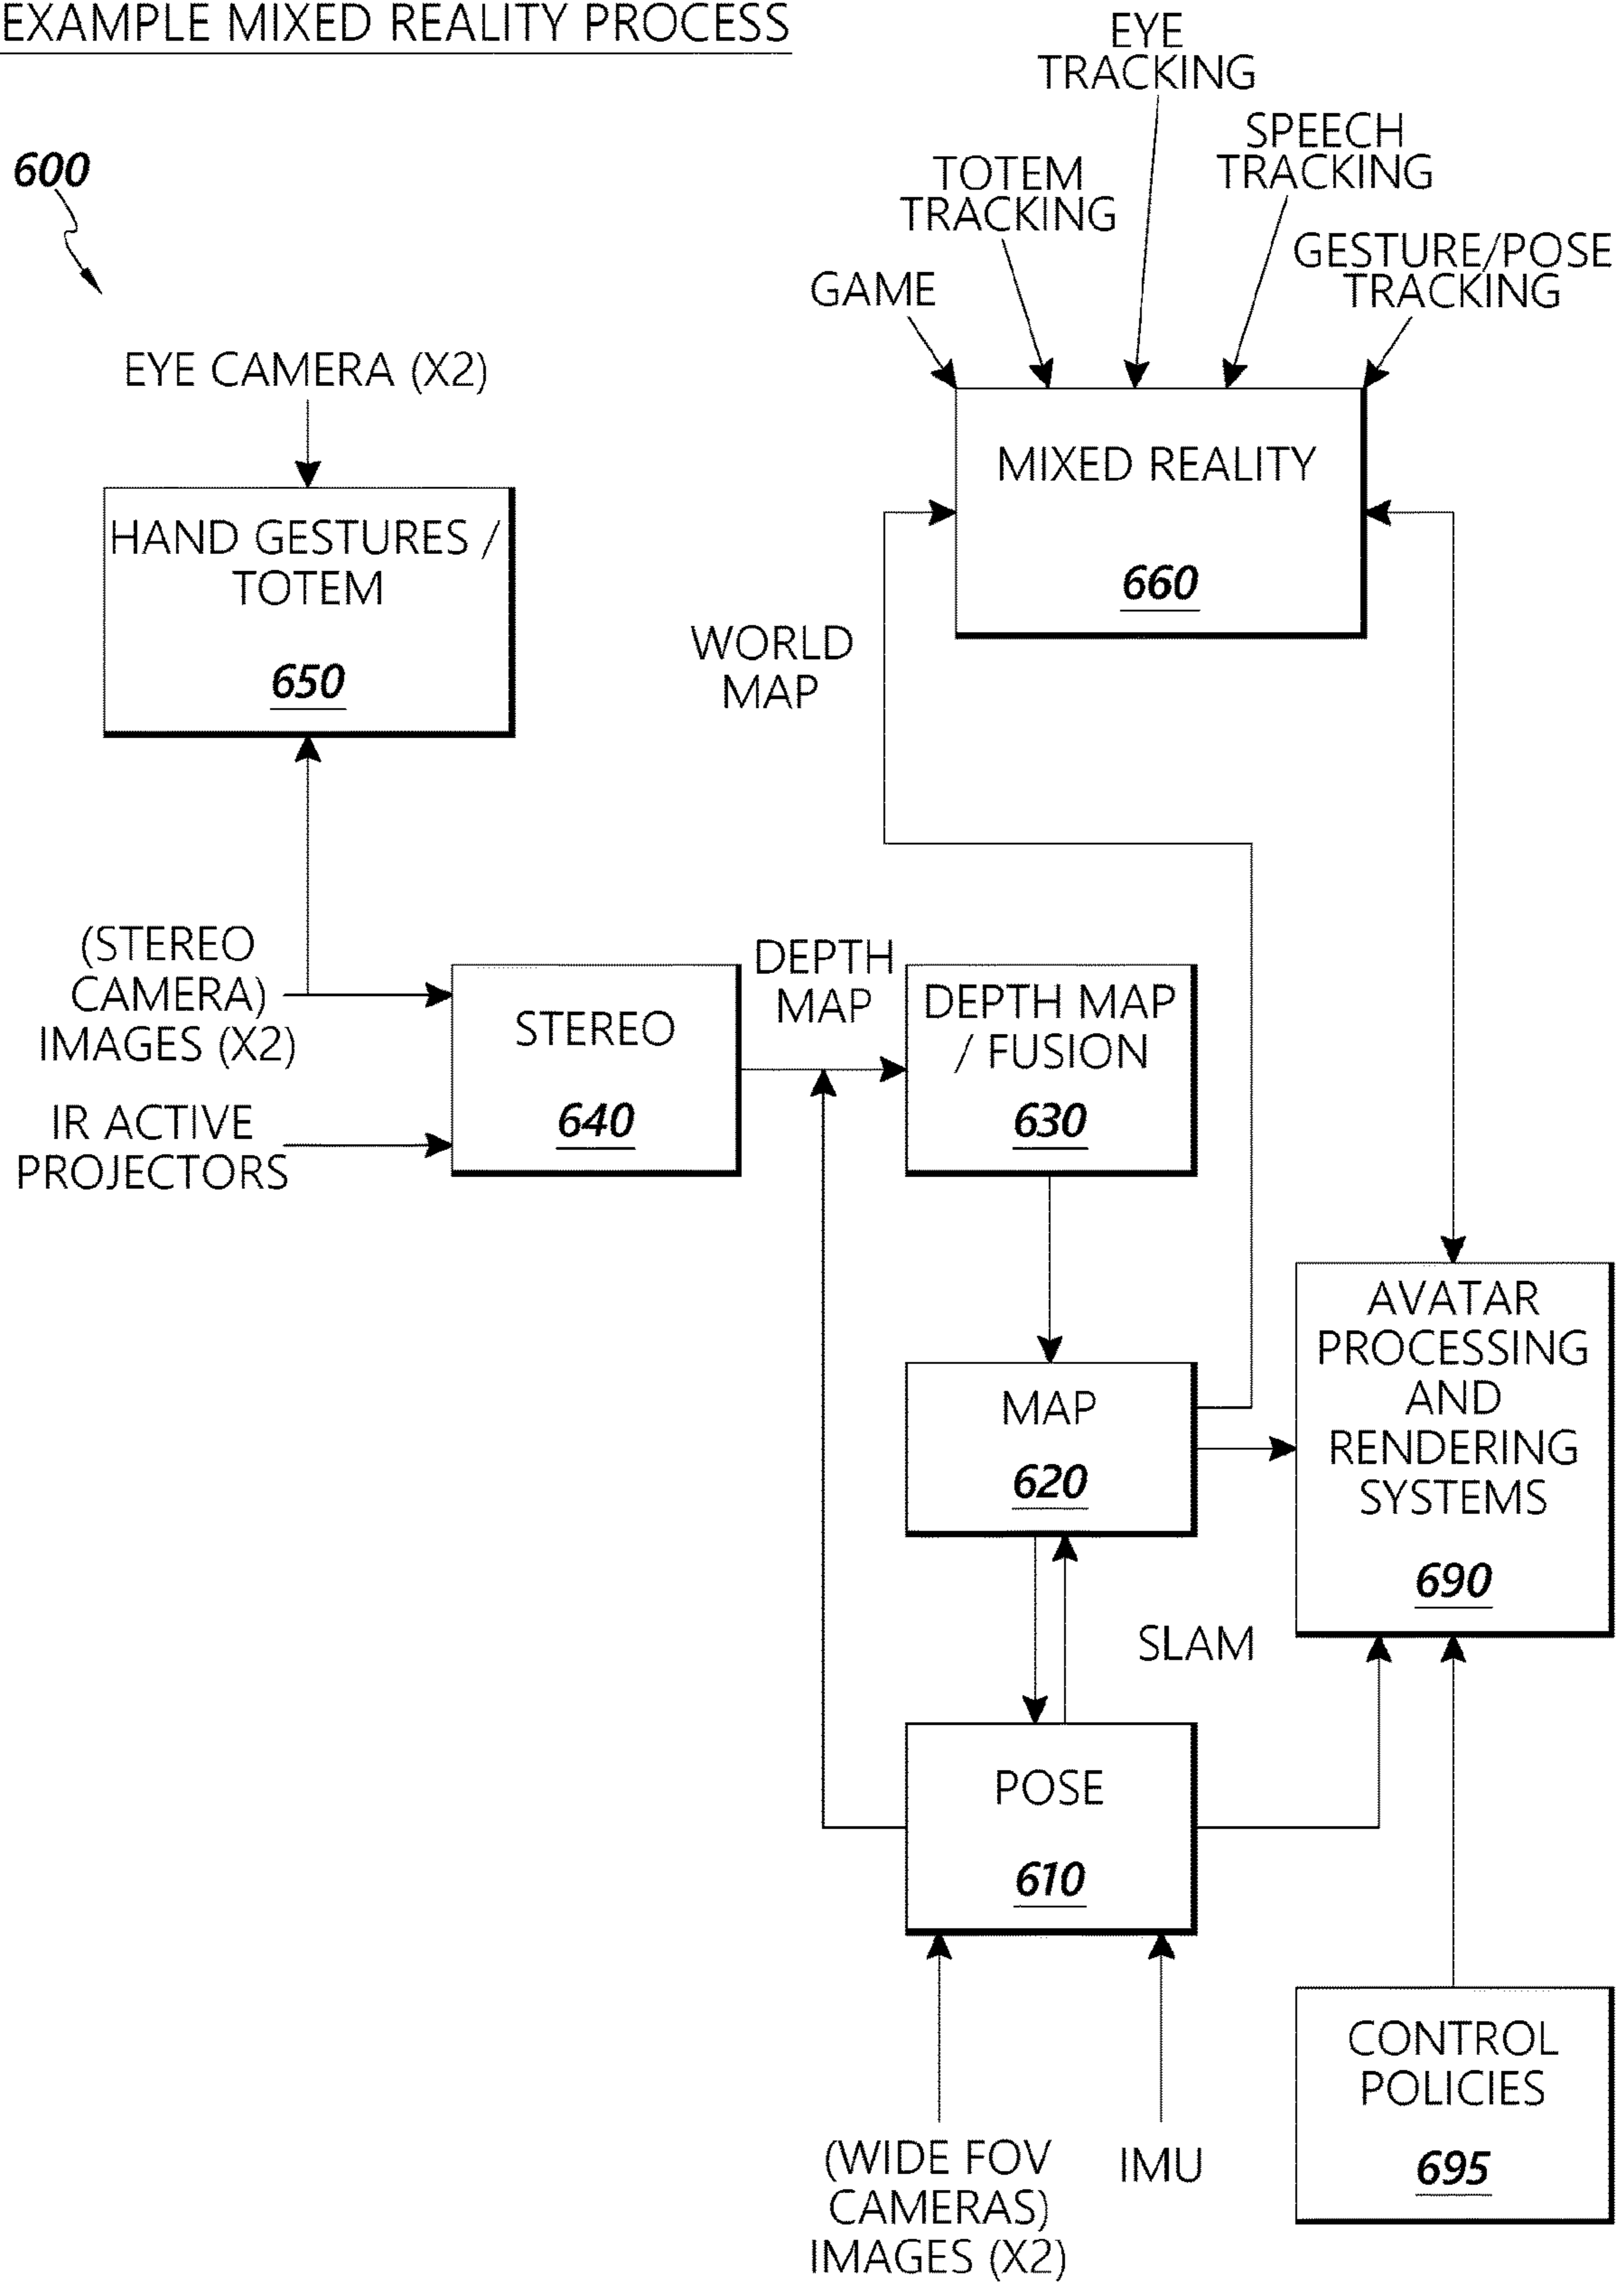 EXAMPLE MIXED REALITY PROCESS
600
EYE
TRACKING
SPEECH
TRACKING
TOTEM
TRACKING
GESTURE/POSE
TRACKING
GAME
EYE CAMERA (X2)
MIXED REALITY
660
HAND GESTURES /
TOTEM
650
WORLD
MAP
(STEREO
CAMERA)
IMAGES (X2)
IR ACTIVE
PROJECTORS
STEREO
640
DEPTH
MAP
DEPTH MAP
/ FUSION
630
MAP
620
AVATAR
PROCESSING
AND
RENDERING
SYSTEMS
690
SLAM
POSE
610
(WIDE FOV
CAMERAS)
IMAGES (X2)
IMU
CONTROL
POLICIES
695